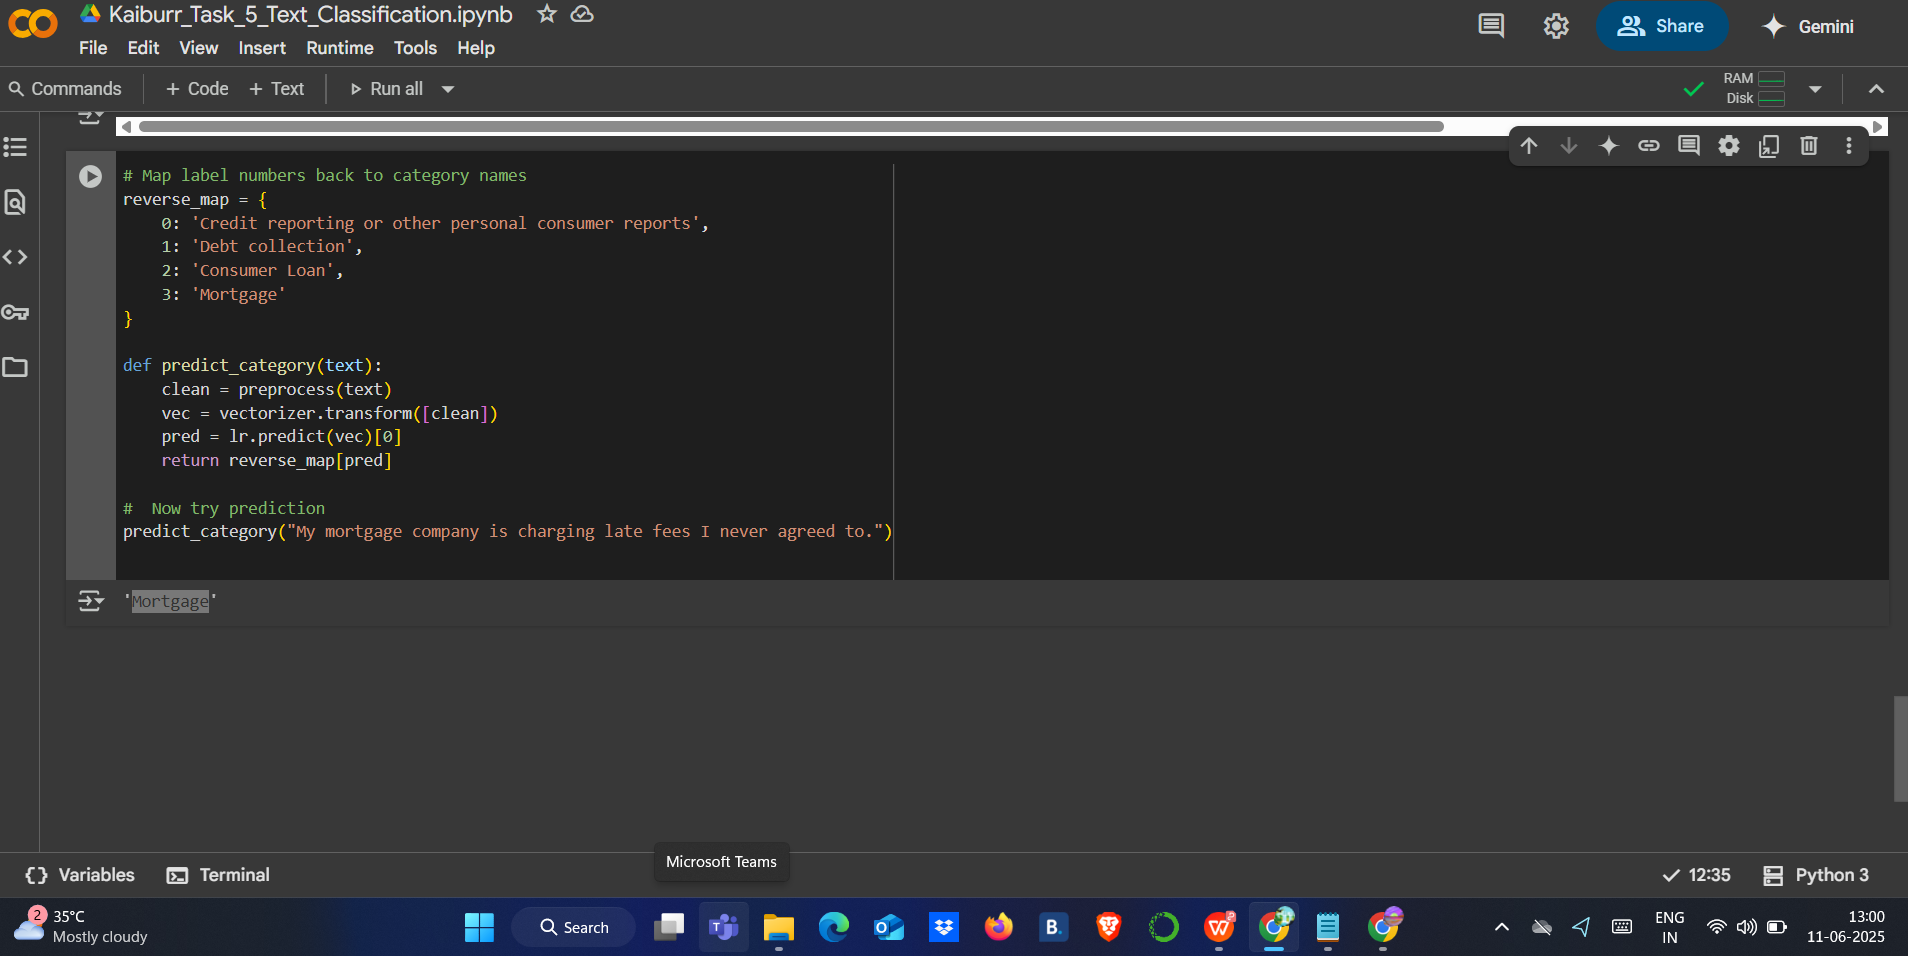 Kaiburr_Task_5_Text_Classification.ipynb
File Edit View Insert Runtime Tools Help
Share
Gemini
Commands + Code + Text Run all
RAM
Disk
# Map label numbers back to category names
reverse_map = {
    0: 'Credit reporting or other personal consumer reports',
    1: 'Debt collection',
    2: 'Consumer Loan',
    3: 'Mortgage'
}
def predict_category(text):
    clean = preprocess(text)
    vec = vectorizer.transform([clean])
    pred = lr.predict(vec)[0]
    return reverse_map[pred]
#  Now try prediction
predict_category("My mortgage company is charging late fees I never agreed to.")
'Mortgage'
Microsoft Teams
{} Variables Terminal
12:35 Python 3
2
35°C
Mostly cloudy
Search
B.
ENG
IN
13:00
11-06-2025